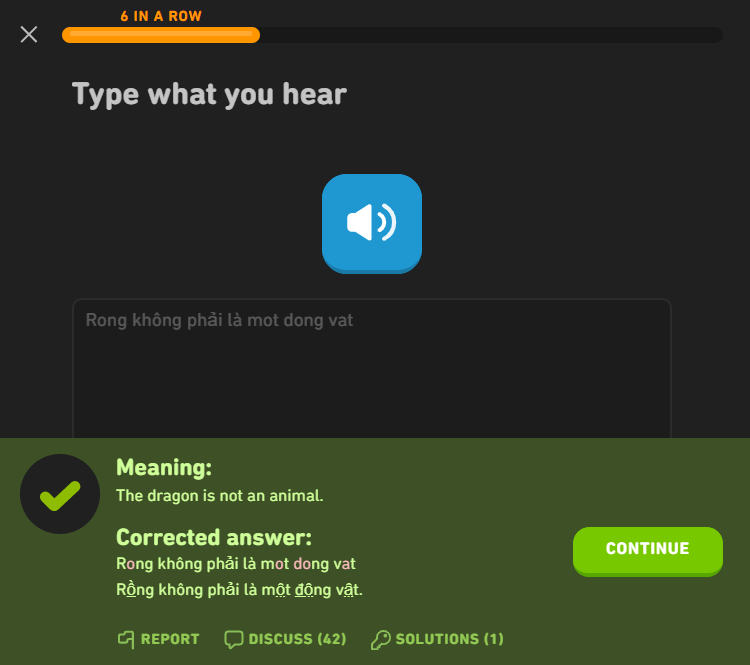 6 IN A ROW
Type what you hear
Rong không phải là mot dong vat
Meaning:
The dragon is not an animal.
Corrected answer:
Rong không phải là mot dong vat
Rồng không phải là một động vật.
CONTINUE
REPORT DISCUSS (42) SOLUTIONS (1)